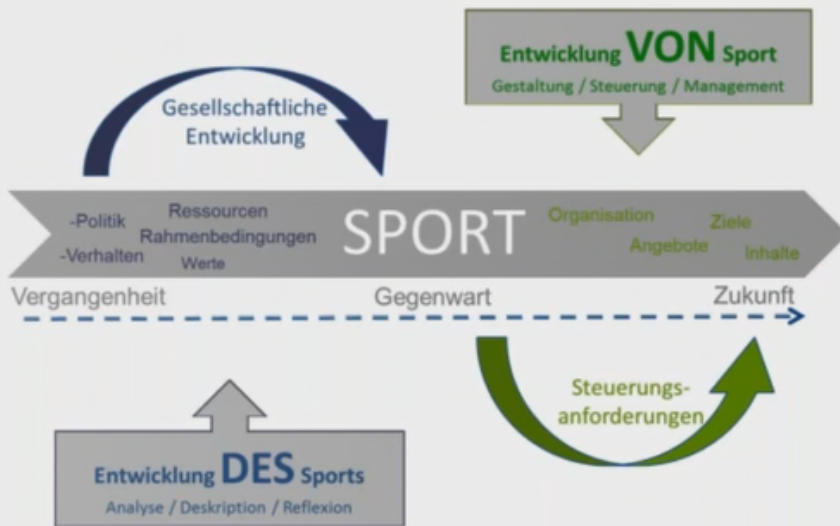 Entwicklung VON Sport
Gestaltung / Steuerung / Management
Gesellschaftliche
Entwicklung
-Politik
-Verhalten
Ressourcen
Rahmenbedingungen
Werte
SPORT
Organisation
Angebote
Ziele
Inhalte
Vergangenheit
Gegenwart
Zukunft
Steuerungs-
anforderungen
Entwicklung DES Sports
Analyse / Deskription / Reflexion